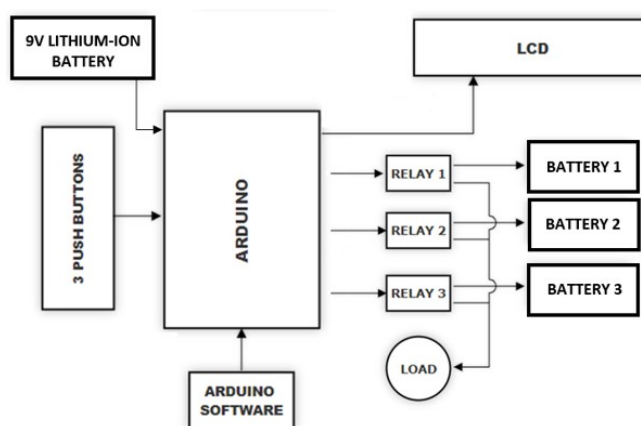 9V LITHIUM-ION
BATTERY
LCD
3 PUSH BUTTONS
ARDUINO
RELAY 1
BATTERY 1
RELAY 2
BATTERY 2
RELAY 3
BATTERY 3
LOAD
ARDUINO
SOFTWARE